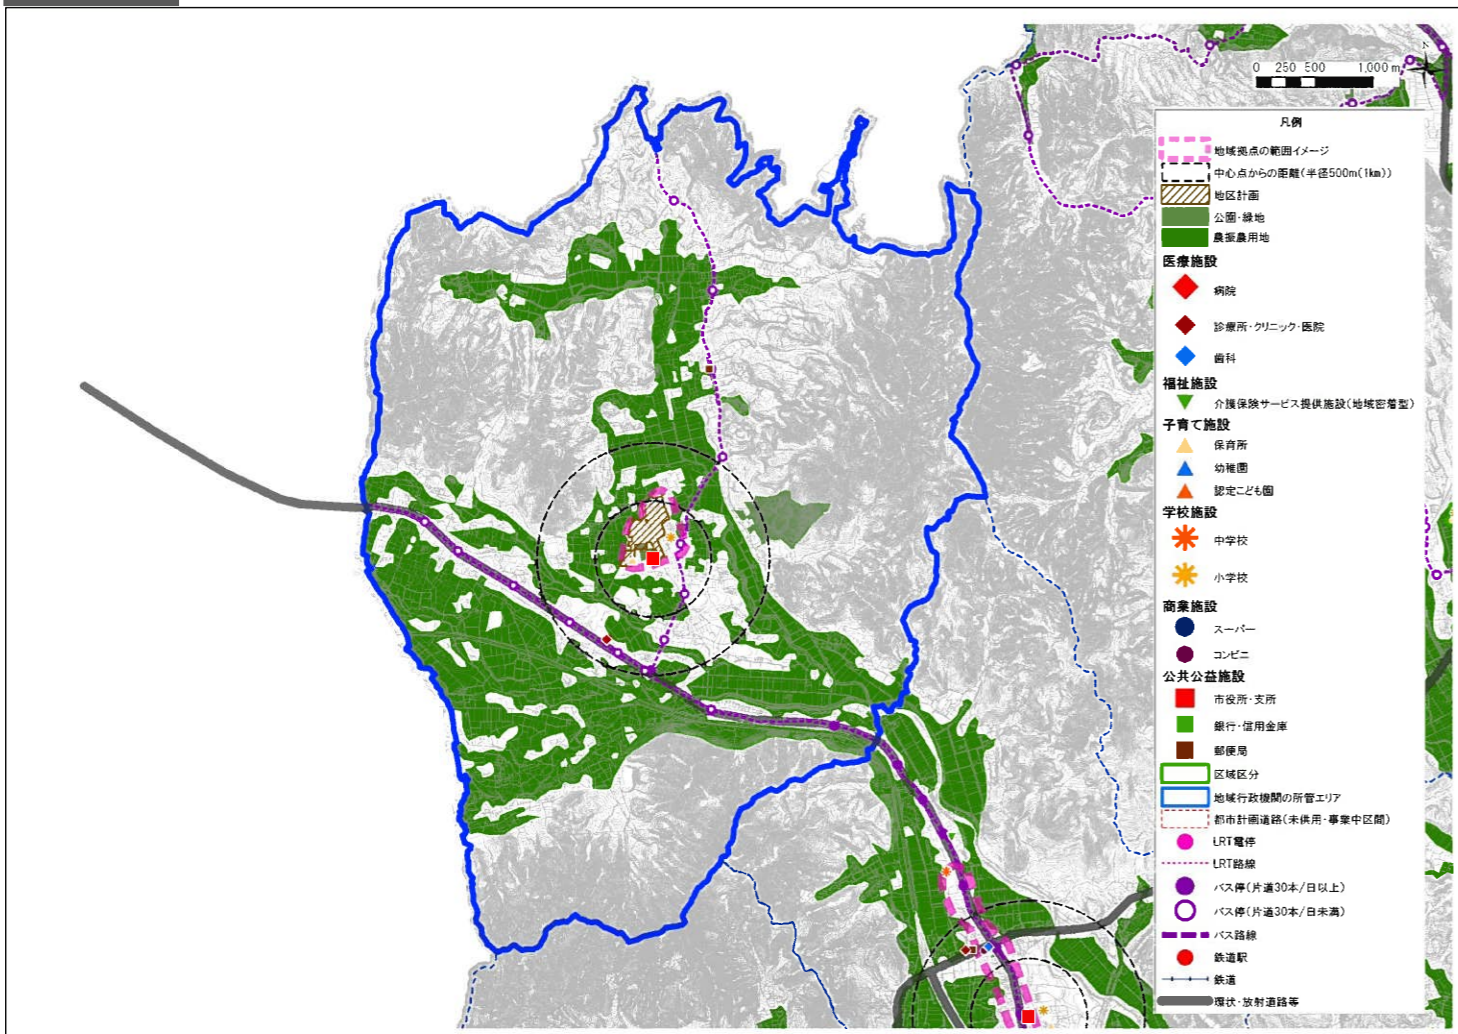 N
0 250 500 1,000 m
凡例
地域拠点の範囲イメージ
中心点からの距離(半径500m(1km))
地区計画
公園・緑地
農振農用地
医療施設
病院
診療所・クリニック・医院
歯科
福祉施設
介護保険サービス提供施設(地域密着型)
子育て施設
保育所
幼稚園
認定こども園
学校施設
中学校
小学校
商業施設
スーパー
コンビニ
公共公益施設
市役所・支所
銀行・信用金庫
郵便局
区域区分
地域行政機関の所管エリア
都市計画道路(未供用・事業中区間)
LRT電停
LRT路線
バス停(片道30本/日以上)
バス停(片道30本/日未満)
バス路線
鉄道駅
鉄道
環状・放射道路等